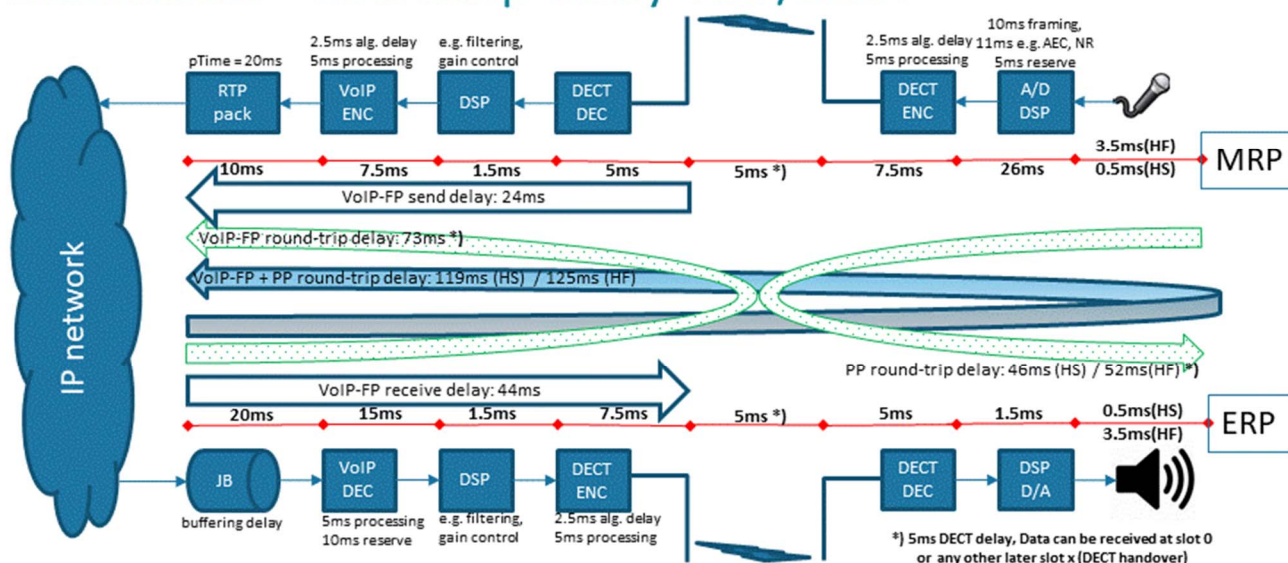 10ms framing,
2.5ms alg. delay
e.g. filtering,
2.5ms alg. delay
11ms e.g. AEC, NR
pTime = 20ms
5ms processing
gain control
5ms processing
5ms reserve
RTP
pack
VoIP
ENC
DSP
DECT
DEC
DECT
ENC
A/D
DSP
3.5ms(HF)
MRP
10ms
7.5ms
1.5ms
5ms
5ms *)
7.5ms
26ms
0.5ms(HS)
VoIP-FP send delay: 24ms
VoIP-FP round-trip delay: 73ms *)
VoIP-FP + PP round-trip delay: 119ms (HS) / 125ms (HF)
IP network
PP round-trip delay: 46ms (HS) / 52ms(HF) *)
VoIP-FP receive delay: 44ms
20ms
15ms
1.5ms
7.5ms
5ms *)
5ms
1.5ms
0.5ms(HS)
ERP
3.5ms(HF)
JB
VoIP
DEC
DSP
DECT
ENC
DECT
DEC
DSP
D/A
buffering delay
5ms processing
10ms reserve
e.g. filtering,
gain control
2.5ms alg. delay
5ms processing
*) 5ms DECT delay, Data can be received at slot 0
or any other later slot x (DECT handover)